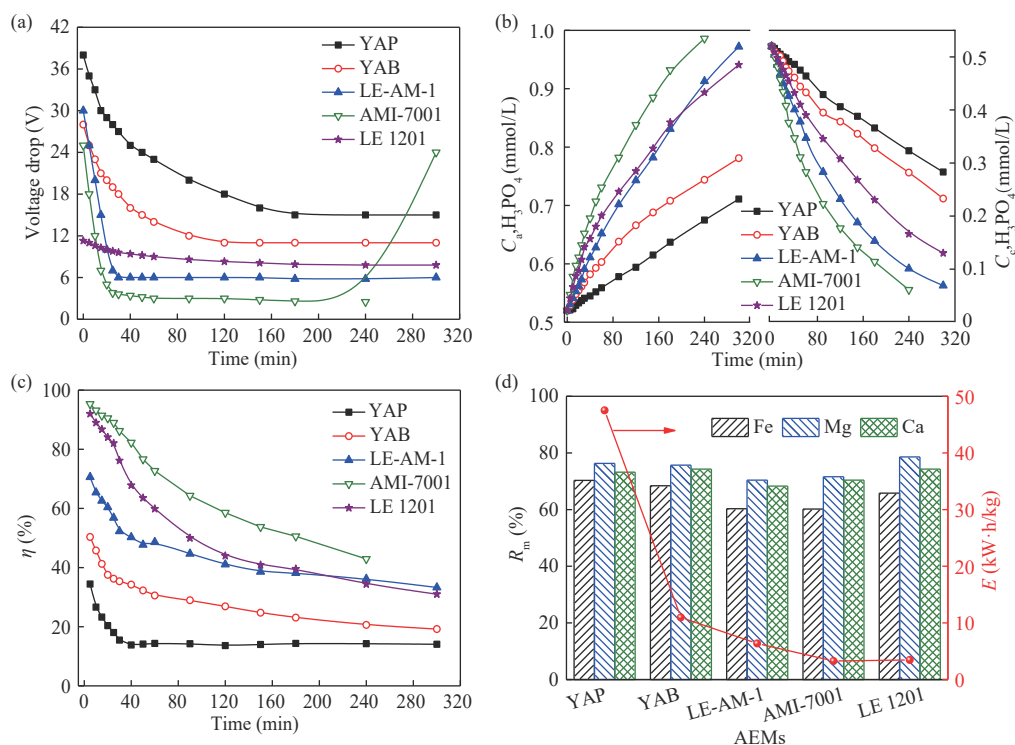 (a)
42
36
30
24
18
12
6
0
Voltage drop (V)
YAP
YAB
LE-AM-1
AMI-7001
LE 1201
0 40 80 120 160 200 240 280 320
Time (min)
(b)
1.0
0.9
0.8
0.7
0.6
0.5
Ca,H3PO4 (mmol/L)
YAP
YAB
LE-AM-1
AMI-7001
LE 1201
0.5
0.4
0.3
0.2
0.1
0
Cc,H3PO4 (mmol/L)
0 80 160 240 320 80 160 240 320
Time (min)
(c)
100
80
60
40
20
0
η (%)
YAP
YAB
LE-AM-1
AMI-7001
LE 1201
0 40 80 120 160 200 240 280 320
Time (min)
(d)
100
80
60
40
20
0
Rm (%)
Fe Mg Ca
50
40
30
20
10
0
E (kW·h/kg)
YAP YAB LE-AM-1 AMI-7001 LE 1201
AEMs